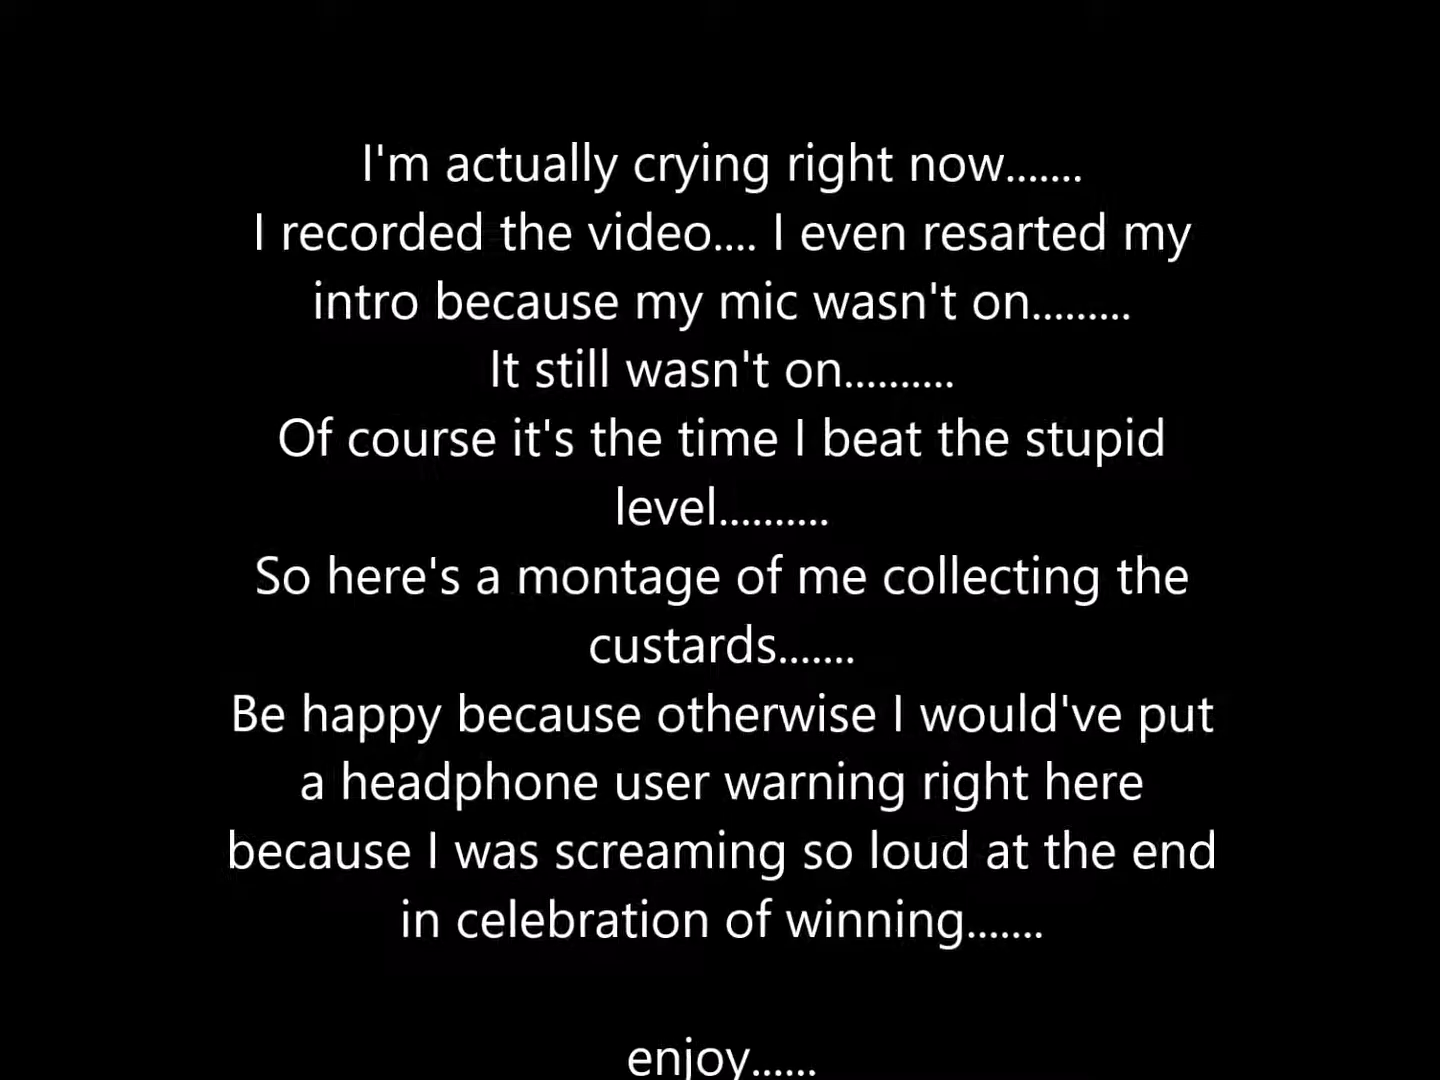 I'm actually crying right now.......
I recorded the video.... I even resarted my
intro because my mic wasn't on.........
It still wasn't on..........
Of course it's the time I beat the stupid
level..........
So here's a montage of me collecting the
custards.......
Be happy because otherwise I would've put
a headphone user warning right here
because I was screaming so loud at the end
in celebration of winning.......
enjoy......